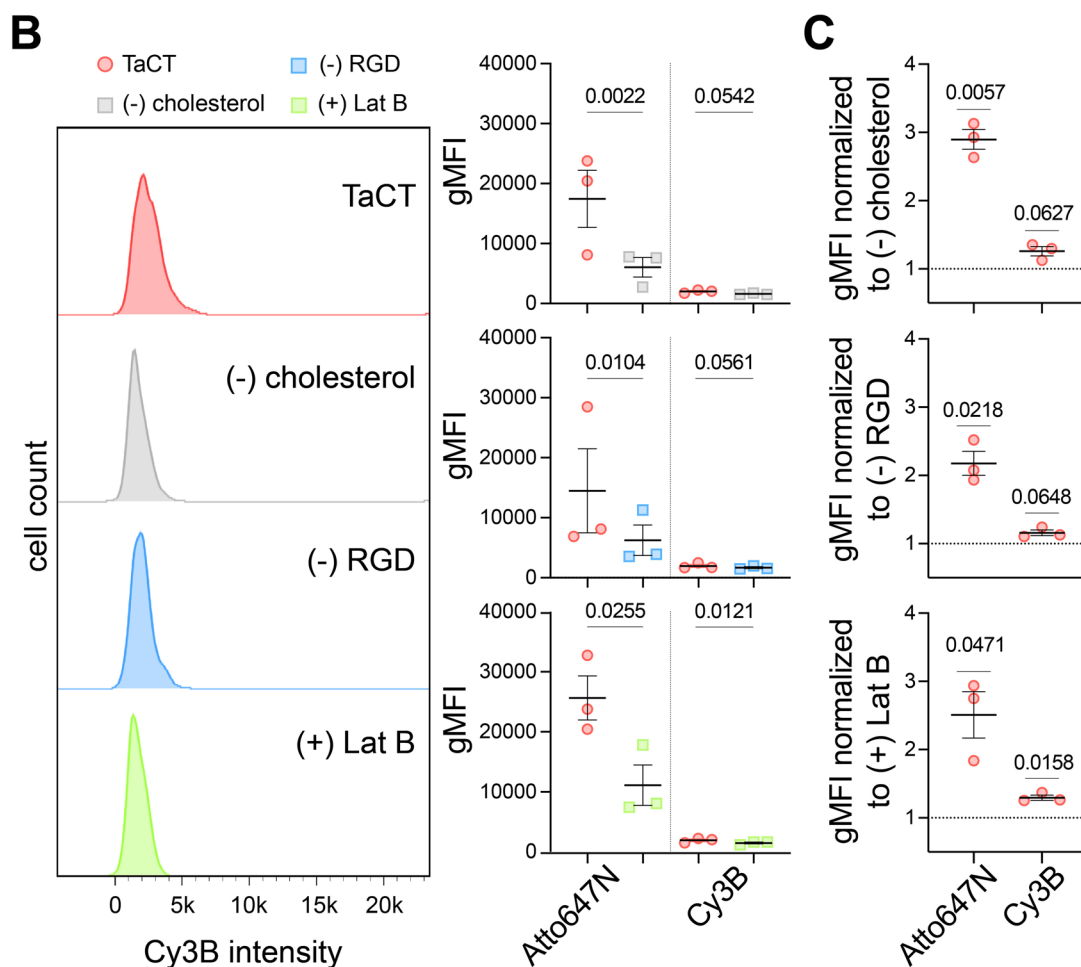 B
TaCT
(-) RGD
(-) cholesterol
(+) Lat B
TaCT
(-) cholesterol
(-) RGD
(+) Lat B
cell count
0
5k
10k
15k
20k
Cy3B intensity
gMFI
40000
30000
20000
10000
0
0.0022
0.0542
gMFI
40000
30000
20000
10000
0
0.0104
0.0561
gMFI
40000
30000
20000
10000
0
0.0255
0.0121
Atto647N
Cy3B
C
gMFI normalized
to (-) cholesterol
4
3
2
1
0.0057
0.0627
gMFI normalized
to (-) RGD
4
3
2
1
0.0218
0.0648
gMFI normalized
to (+) Lat B
4
3
2
1
0.0471
0.0158
Atto647N
Cy3B